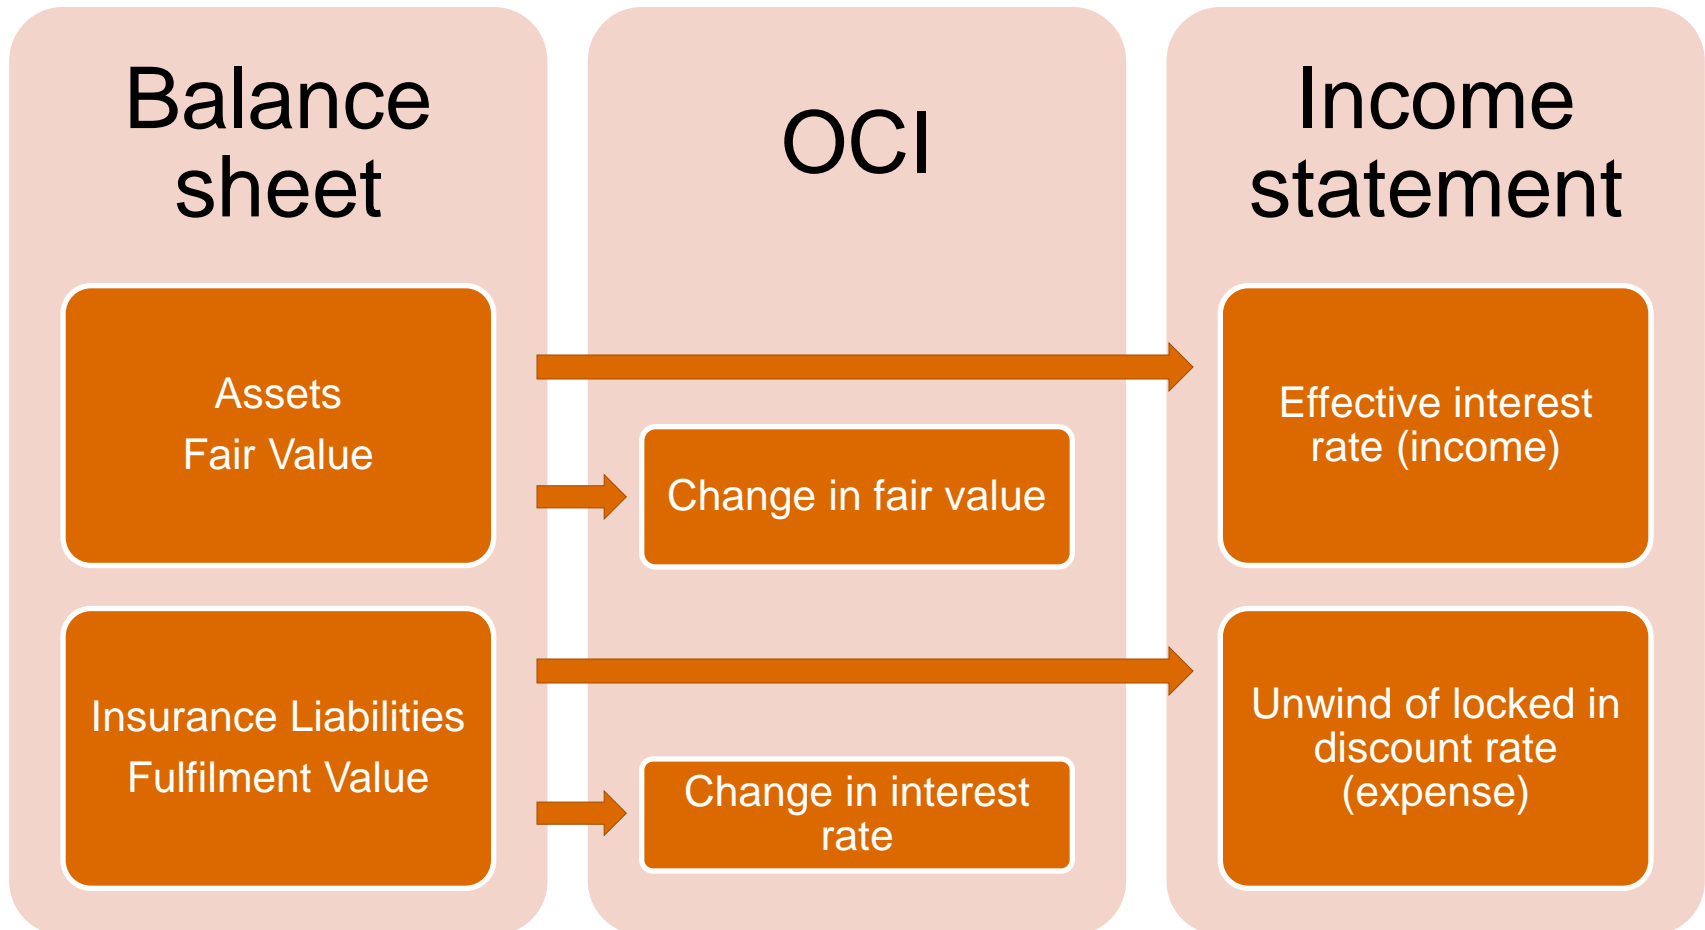 Balance
sheet
Assets
Fair Value
Insurance Liabilities
Fulfilment Value
OCI
Change in fair value
Change in interest
rate
Income
statement
Effective interest
rate (income)
Unwind of locked in
discount rate
(expense)